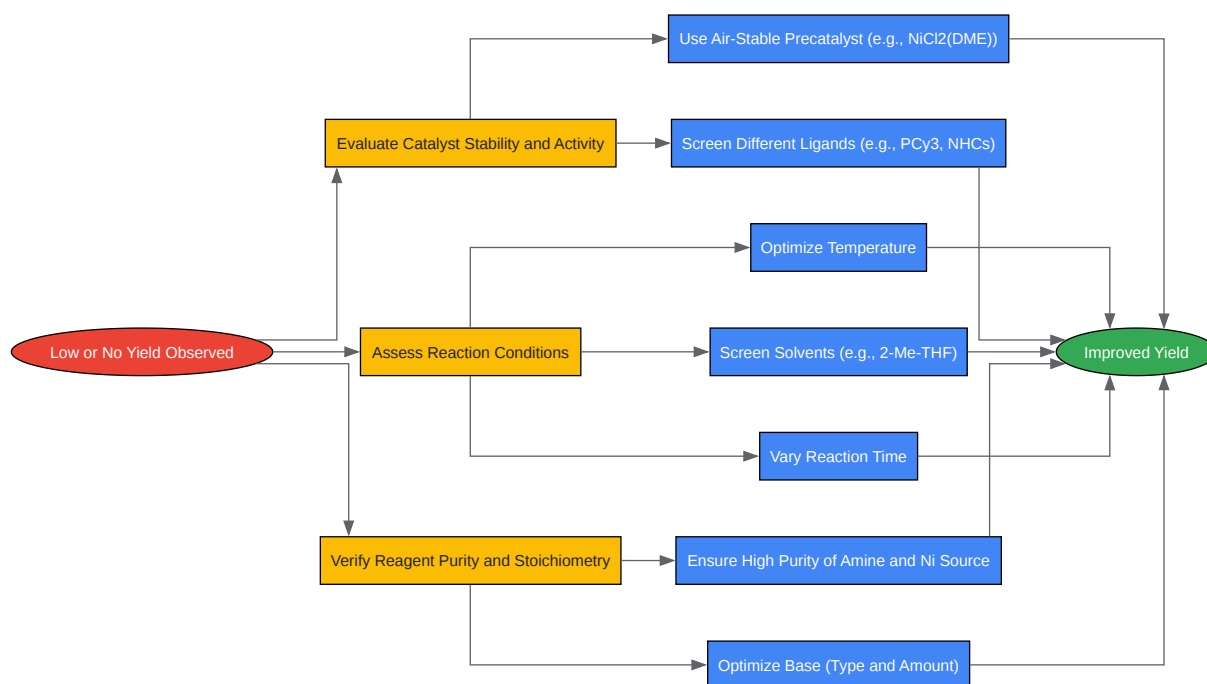 Low or No Yield Observed
Evaluate Catalyst Stability and Activity
Assess Reaction Conditions
Verify Reagent Purity and Stoichiometry
Use Air-Stable Precatalyst (e.g., NiCl2(DME))
Screen Different Ligands (e.g., PCy3, NHCs)
Optimize Temperature
Screen Solvents (e.g., 2-Me-THF)
Vary Reaction Time
Ensure High Purity of Amine and Ni Source
Optimize Base (Type and Amount)
Improved Yield